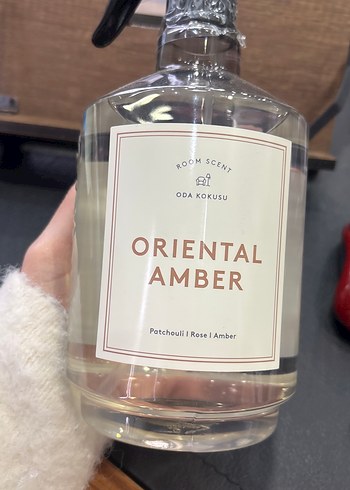 ROOM SCENT
ODA KOKUSU
ORIENTAL
AMBER
Patchouli | Rose | Amber